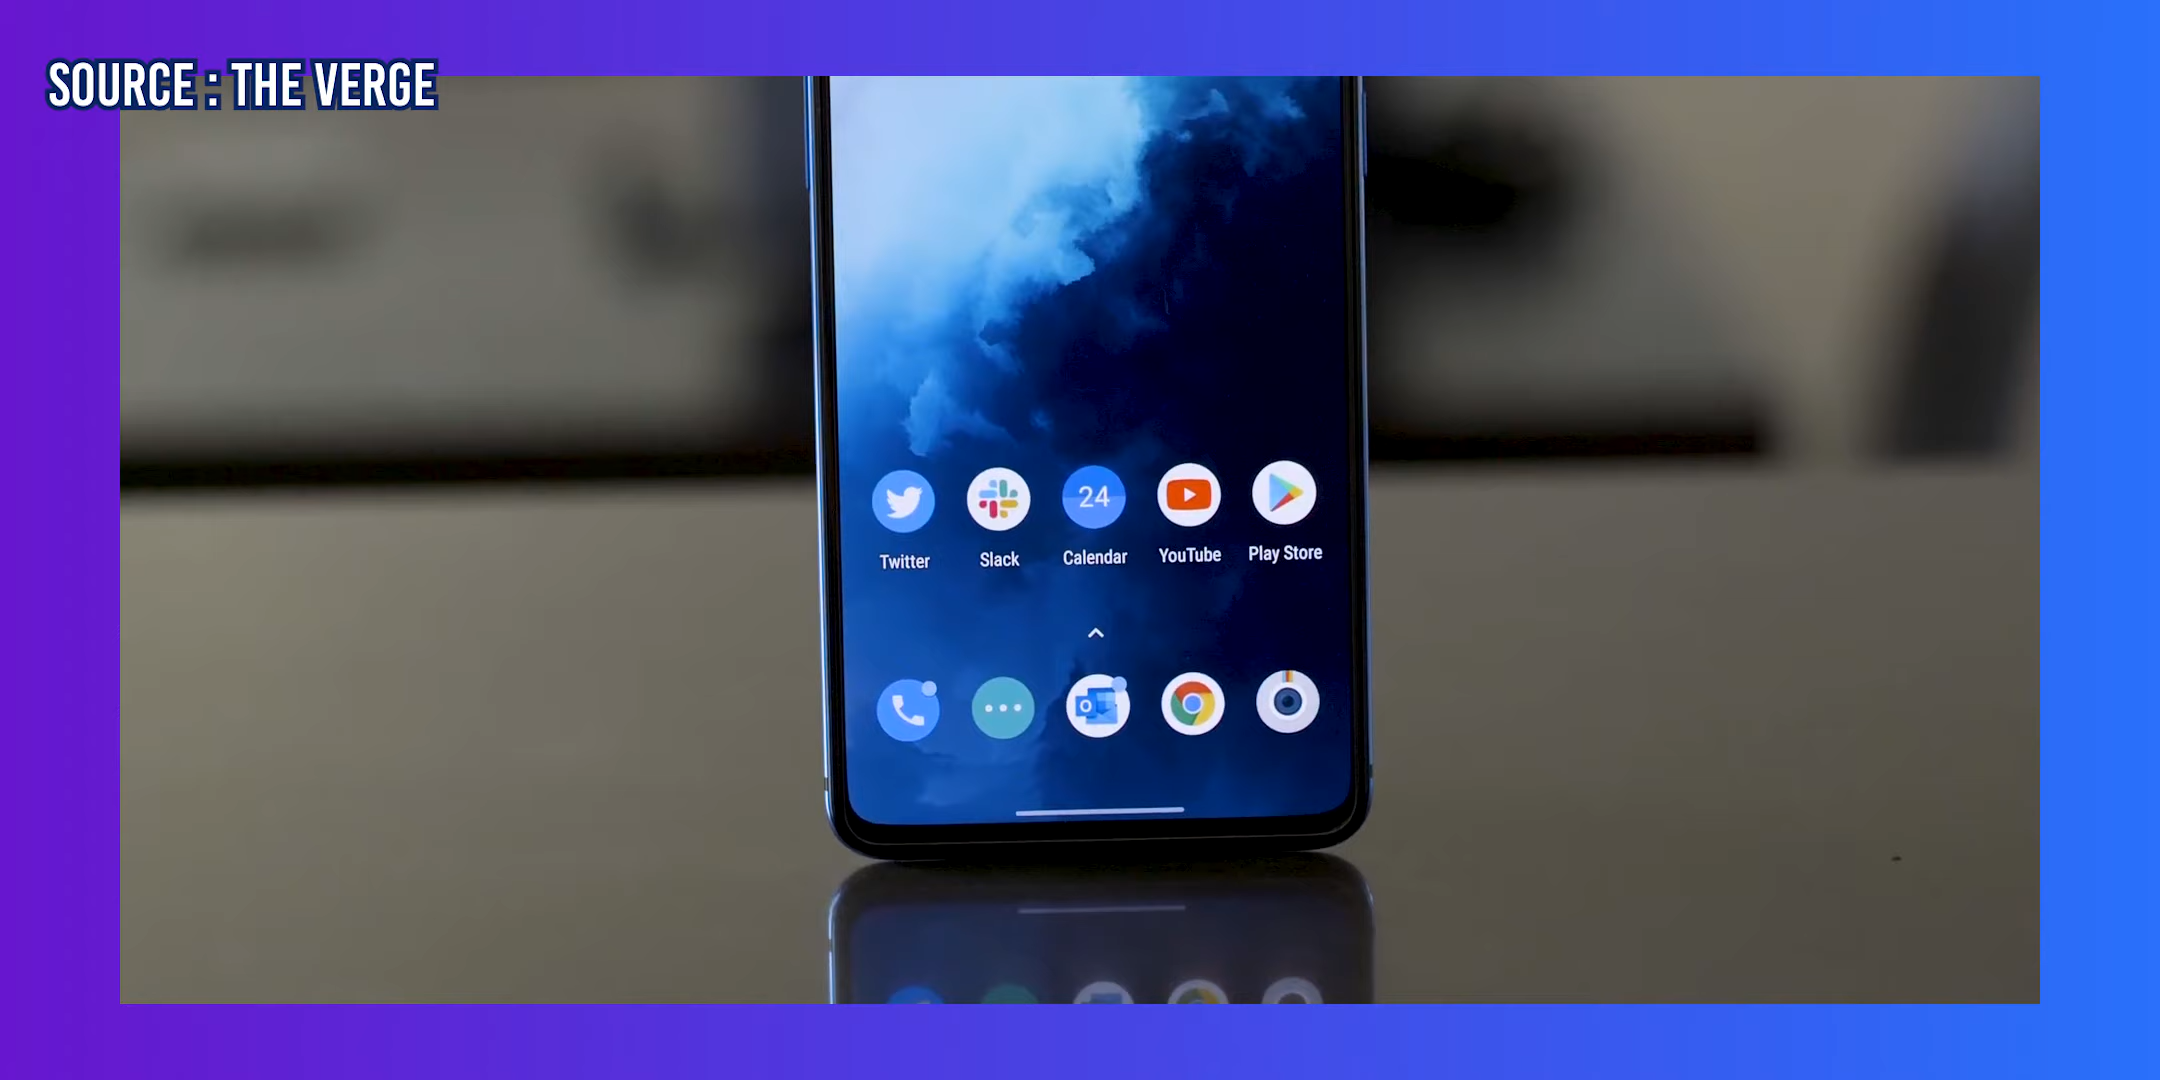 SOURCE : THE VERGE
24
Twitter
Slack
Calendar
YouTube
Play Store
O